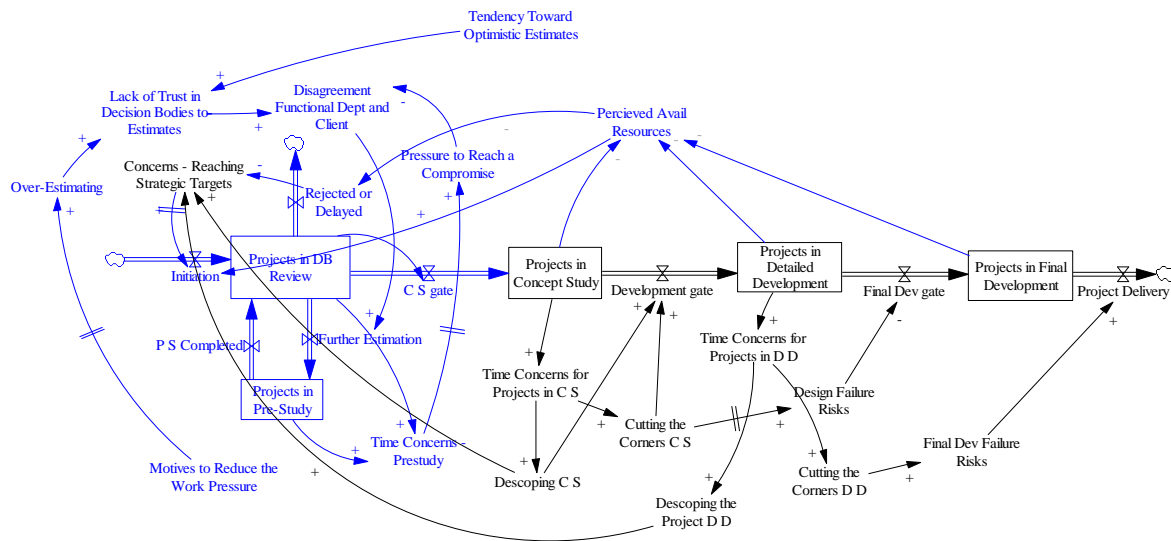 Tendency Toward
Optimistic Estimates
Lack of Trust in
Decision Bodies to
Estimates
Disagreement
Functional Dept and
Client
Percieved Avail
Resources
Concerns - Reaching
Strategic Targets
Pressure to Reach a
Compromise
Over-Estimating
Rejected or
Delayed
Projects in DB
Review
Initiation
C S gate
Projects in
Concept Study
Development gate
Projects in
Detailed
Development
Final Dev gate
Projects in Final
Development
Project Delivery
P S Completed
Further Estimation
Time Concerns for
Projects in D D
Projects in
Pre-Study
Time Concerns for
Projects in C S
Design Failure
Risks
Cutting the
Corners C S
Time Concerns -
Prestudy
Final Dev Failure
Risks
Motives to Reduce the
Work Pressure
Descoping C S
Cutting the
Corners D D
Descoping the
Project D D